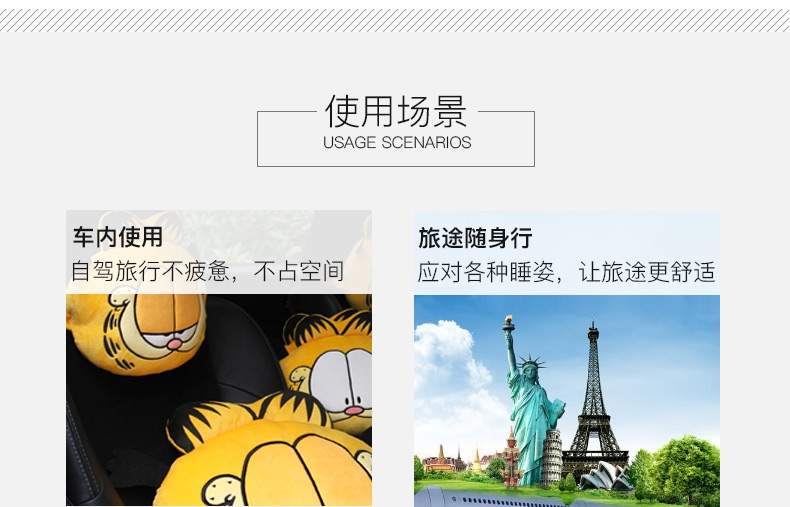 使用场景
USAGE SCENARIOS
车内使用
自驾旅行不疲惫，不占空间
旅途随身行
应对各种睡姿，让旅途更舒适